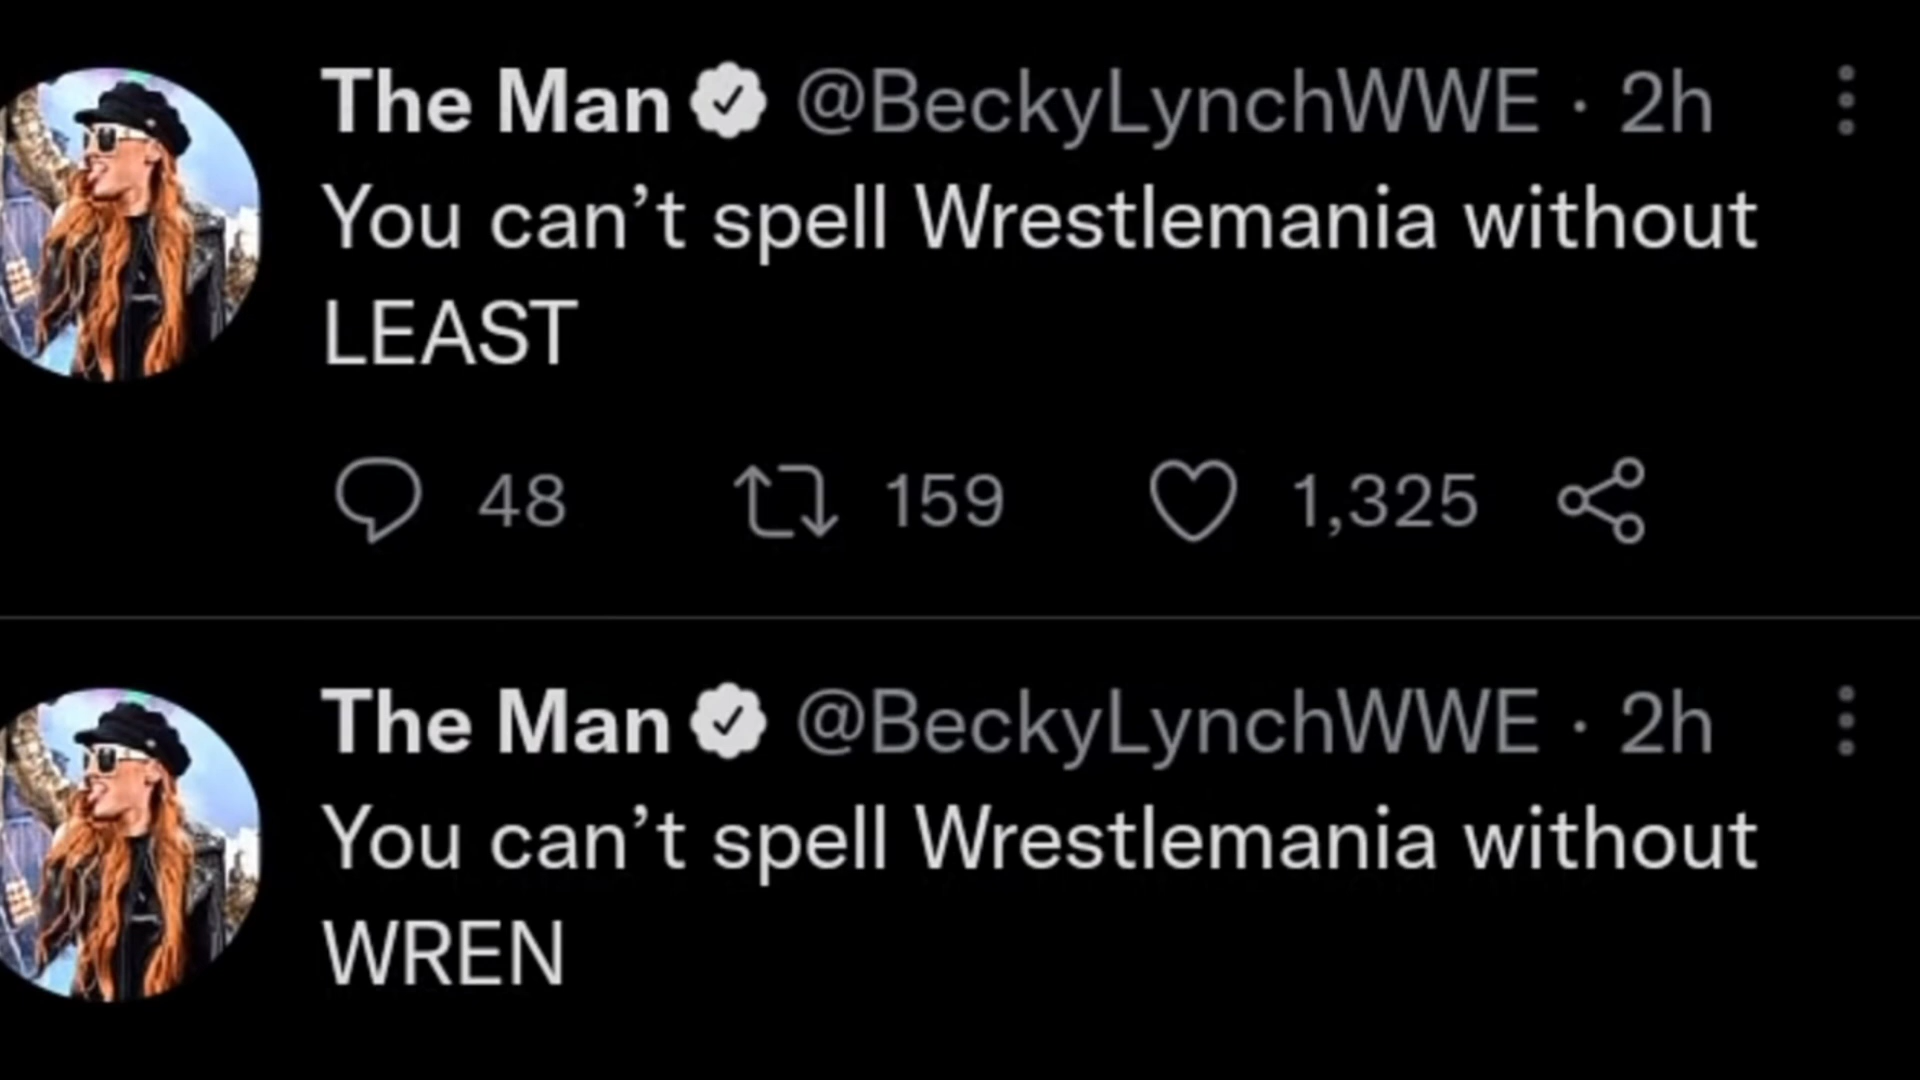 The Man @BeckyLynchWWE · 2h
You can’t spell Wrestlemania without
LEAST
48 159 1,325
The Man @BeckyLynchWWE · 2h
You can’t spell Wrestlemania without
WREN